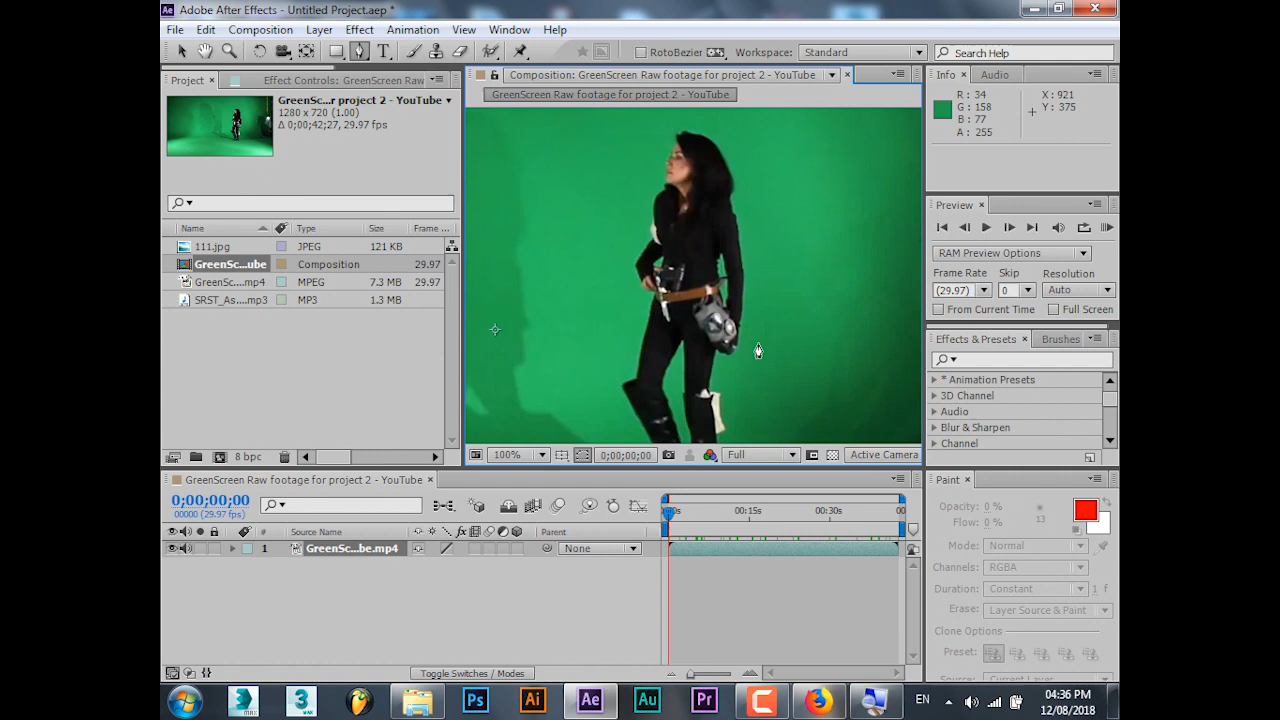 Adobe After Effects - Untitled Project.aep *
File Edit Composition Layer Effect Animation View Window Help
RotoBezier Workspace: Standard Search Help
Project Effect Controls: GreenScreen Raw
GreenSc...r project 2 - YouTube
1280 x 720 (1.00)
Δ 0;00;42;27, 29.97 fps
Name Type Size Frame ...
111.jpg JPEG 121 KB
GreenSc...ube Composition 29.97
GreenSc....mp4 MPEG 7.3 MB 29.97
SRST_As....mp3 MP3 1.3 MB
8 bpc
Composition: GreenScreen Raw footage for project 2 - YouTube
GreenScreen Raw footage for project 2 - YouTube
100% 0;00;00;00 Full Active Camera
Info Audio
R : 34
G : 158
B : 77
A : 255
X : 921
Y : 375
Preview
RAM Preview Options
Frame Rate Skip Resolution
(29.97) 0 Auto
From Current Time Full Screen
Effects & Presets Brushes
* Animation Presets
3D Channel
Audio
Blur & Sharpen
Channel
GreenScreen Raw footage for project 2 - YouTube
0;00;00;00
00000 (29.97 fps)
00:15s 00:30s
# Source Name Parent
1 GreenSc...be.mp4 None
Toggle Switches / Modes
Paint
Opacity: 0 %
Flow: 0 %
13
Mode: Normal
Channels: RGBA
Duration: Constant 1 f
Erase: Layer Source & Paint
Clone Options
Preset:
Ps Ai Ae Au Pr
EN
04:36 PM
12/08/2018